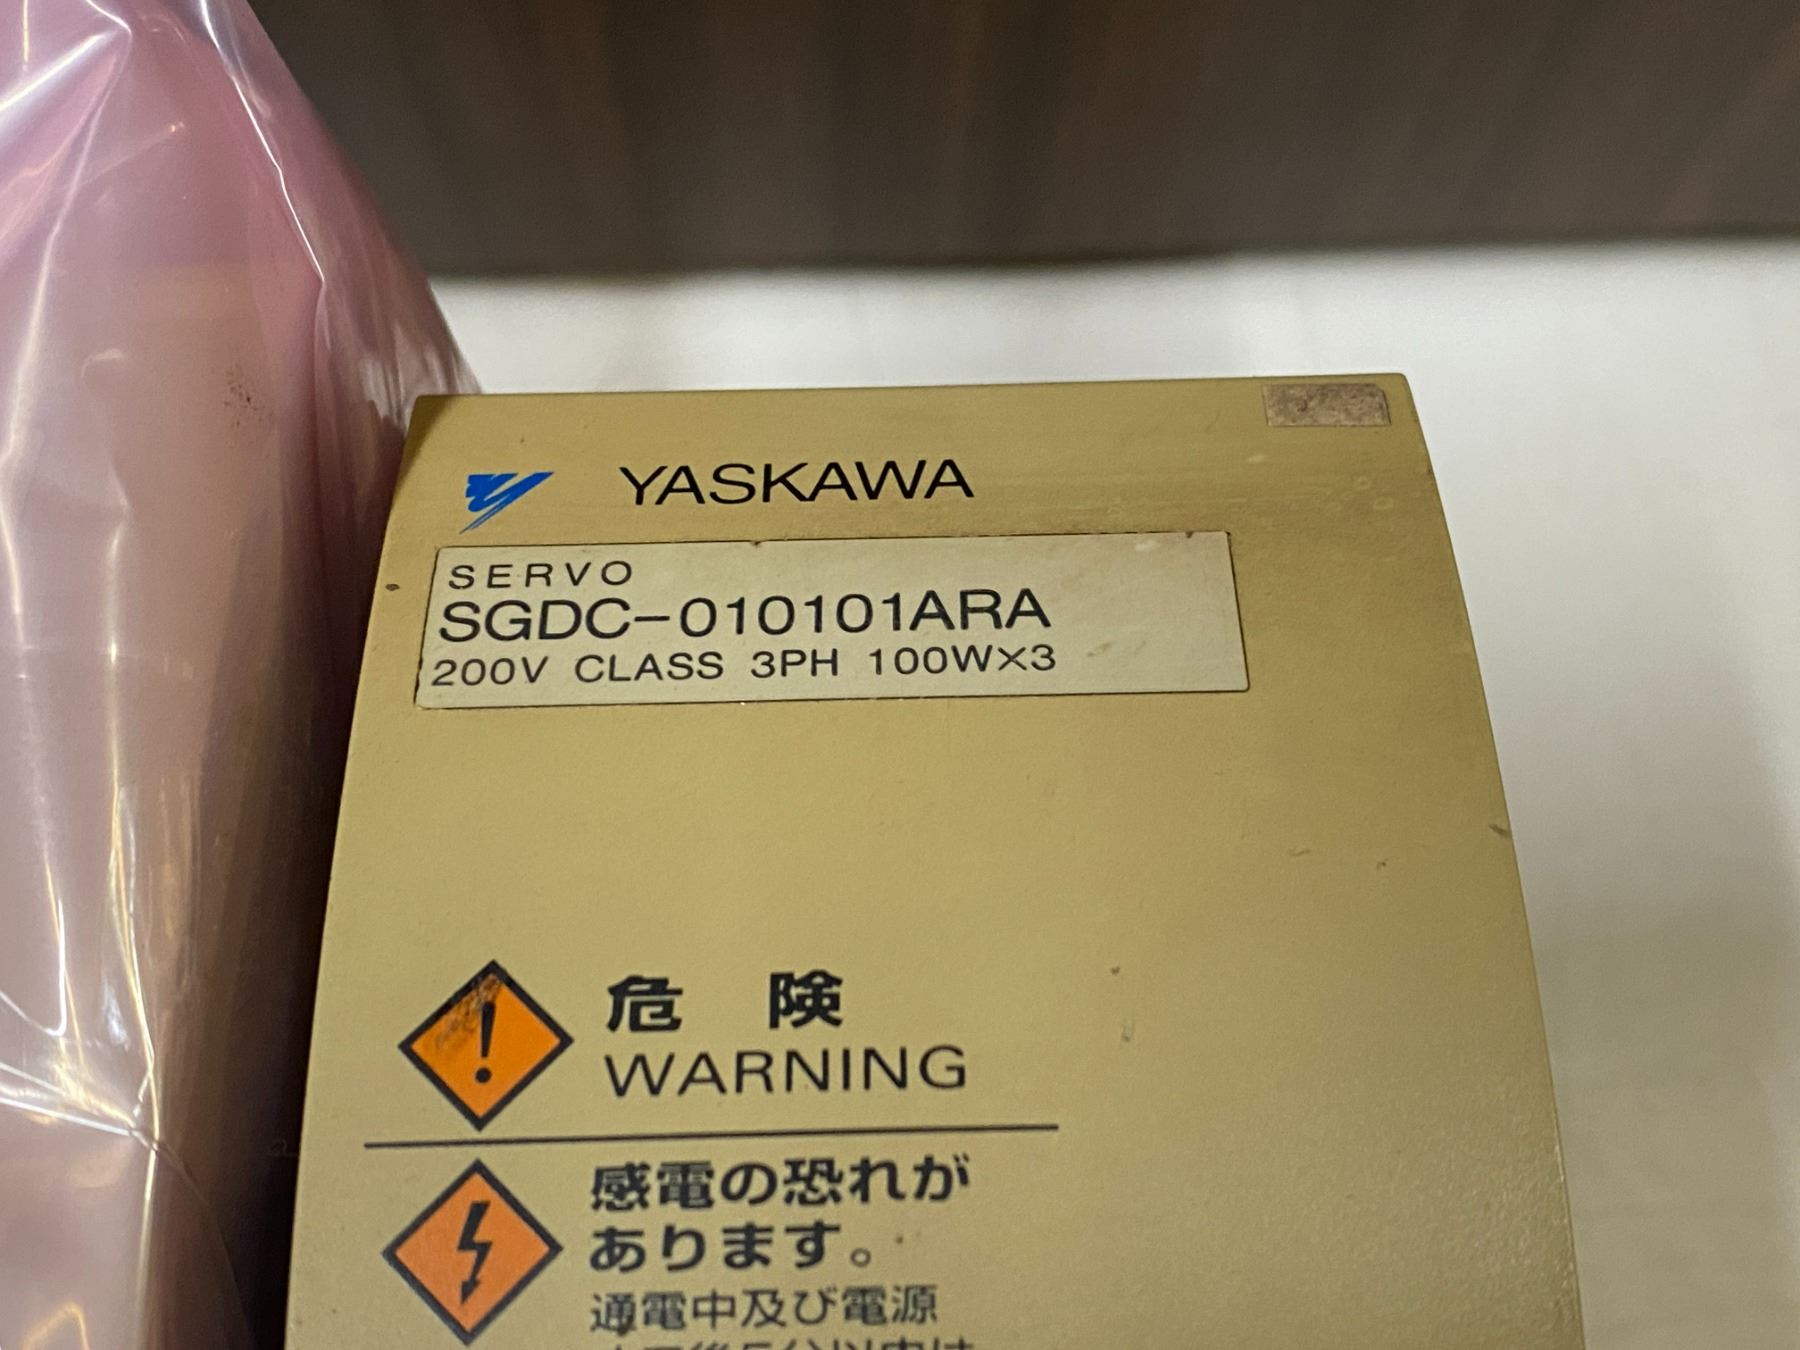 YASKAWA
SERVO
SGDC-010101ARA
200V CLASS 3PH 100W×3
危 険
WARNING
感電の恐れが
あります。
通電中及び電源